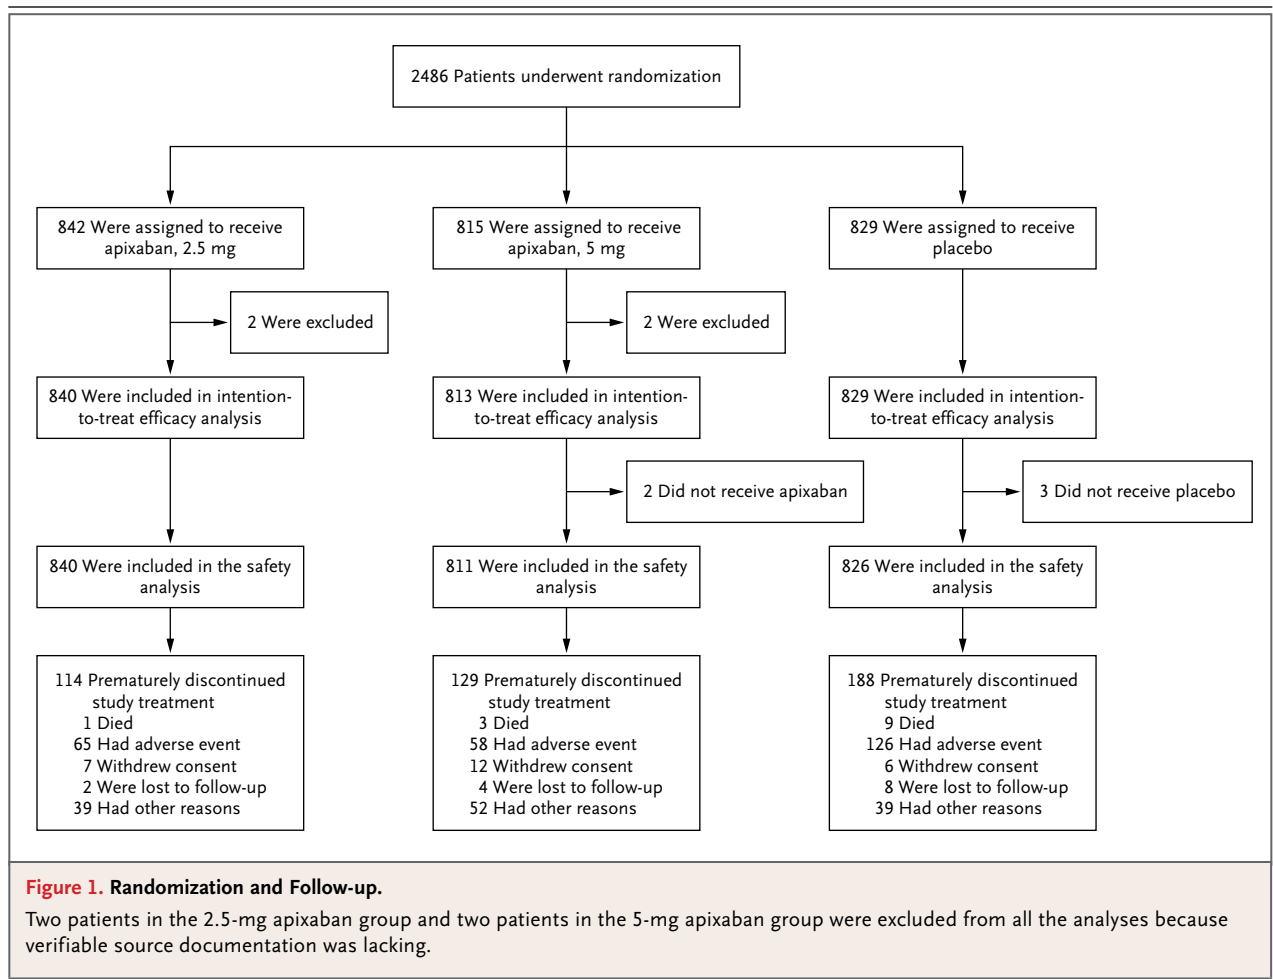 2486 Patients underwent randomization
842 Were assigned to receive
apixaban, 2.5 mg
815 Were assigned to receive
apixaban, 5 mg
829 Were assigned to receive
placebo
2 Were excluded
2 Were excluded
840 Were included in intention-
to-treat efficacy analysis
813 Were included in intention-
to-treat efficacy analysis
829 Were included in intention-
to-treat efficacy analysis
2 Did not receive apixaban
3 Did not receive placebo
840 Were included in the safety
analysis
811 Were included in the safety
analysis
826 Were included in the safety
analysis
114 Prematurely discontinued
study treatment
1 Died
65 Had adverse event
7 Withdrew consent
2 Were lost to follow-up
39 Had other reasons
129 Prematurely discontinued
study treatment
3 Died
58 Had adverse event
12 Withdrew consent
4 Were lost to follow-up
52 Had other reasons
188 Prematurely discontinued
study treatment
9 Died
126 Had adverse event
6 Withdrew consent
8 Were lost to follow-up
39 Had other reasons
Figure 1. Randomization and Follow-up.
Two patients in the 2.5-mg apixaban group and two patients in the 5-mg apixaban group were excluded from all the analyses because
verifiable source documentation was lacking.